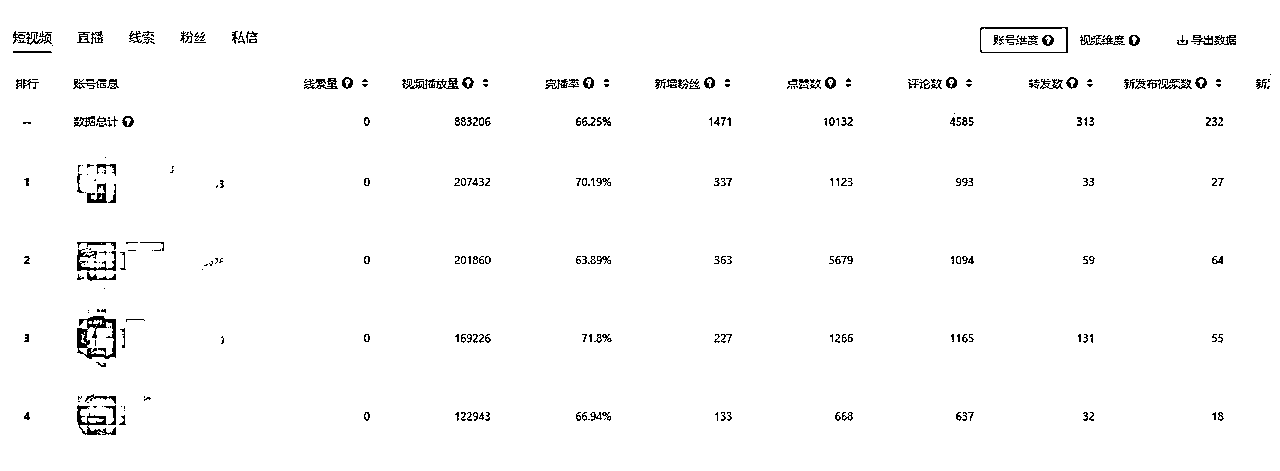 短视频 直播 线索 粉丝 私信
账号维度 视频维度 导出数据
排行 账号信息 线索量 视频播放量 完播率 新增粉丝 点赞数 评论数 转发数 新发布视频数 新
-- 数据总计 0 883206 66.25% 1471 10132 4585 313 232
1 0 207432 70.19% 337 1123 993 33 27
2 0 201860 63.89% 363 5679 1094 59 64
3 0 169226 71.8% 227 1266 1165 131 55
4 0 122943 66.94% 133 668 637 32 18